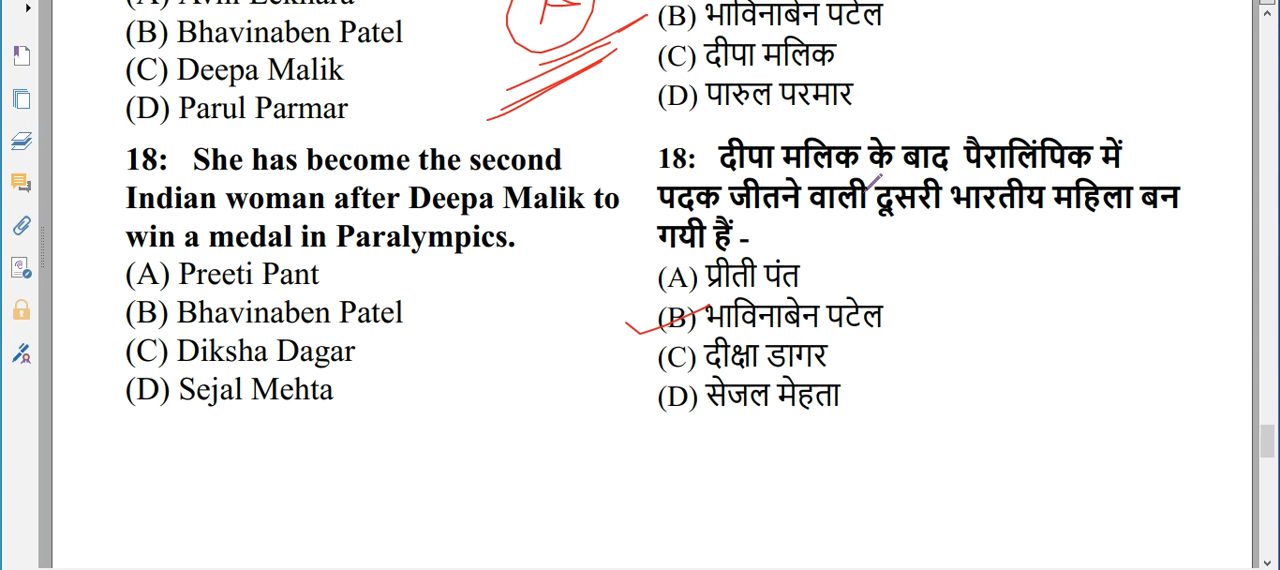 (B) Bhavinaben Patel
(C) Deepa Malik
(D) Parul Parmar
18: She has become the second
Indian woman after Deepa Malik to
win a medal in Paralympics.
(A) Preeti Pant
(B) Bhavinaben Patel
(C) Diksha Dagar
(D) Sejal Mehta
(B) भाविनाबेन पटेल
(C) दीपा मलिक
(D) पारुल परमार
18: दीपा मलिक के बाद पैरालिंपिक में
पदक जीतने वाली दूसरी भारतीय महिला बन
गयी हैं -
(A) प्रीती पंत
(B) भाविनाबेन पटेल
(C) दीक्षा डागर
(D) सेजल मेहता